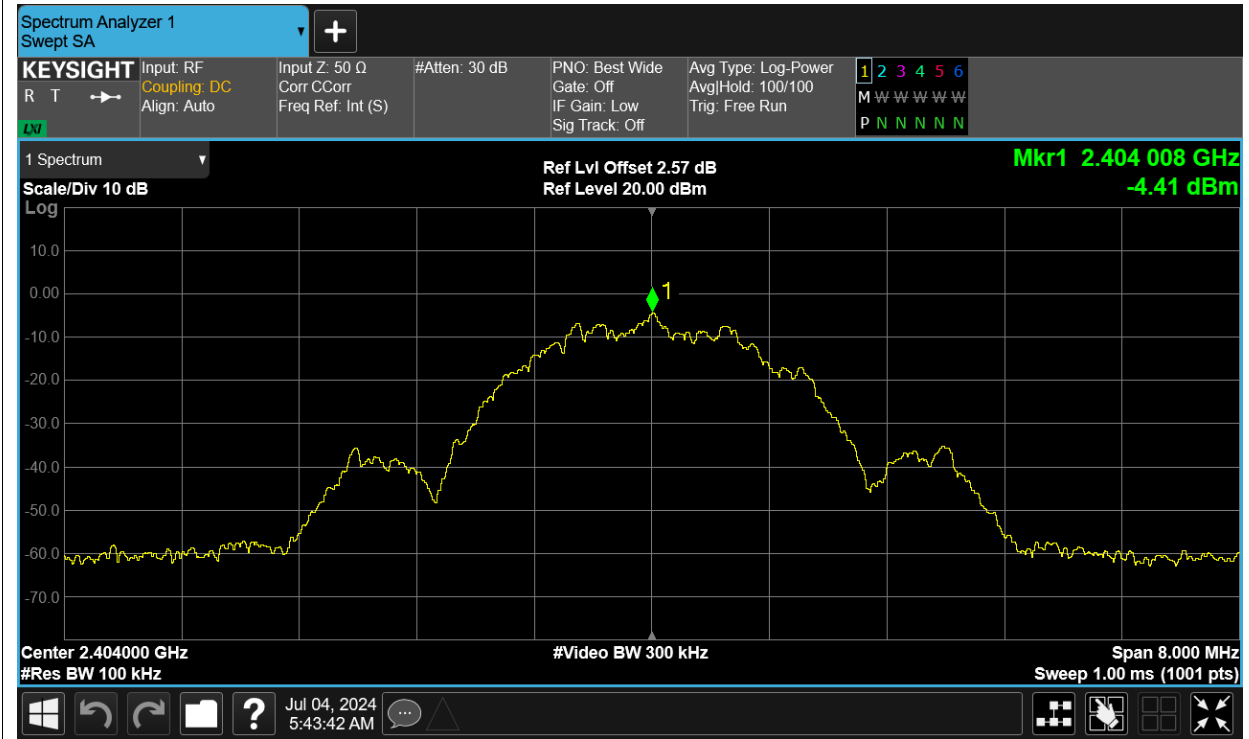 Spectrum Analyzer 1
Swept SA
KEYSIGHT
R T
LXI
Input: RF
Coupling: DC
Align: Auto
Input Z: 50 Ω
Corr CCorr
Freq Ref: Int (S)
#Atten: 30 dB
PNO: Best Wide
Gate: Off
IF Gain: Low
Sig Track: Off
Avg Type: Log-Power
Avg|Hold: 100/100
Trig: Free Run
1 2 3 4 5 6
M W W W W W
P N N N N N
1 Spectrum
Scale/Div 10 dB
Log
Ref Lvl Offset 2.57 dB
Ref Level 20.00 dBm
Mkr1 2.404 008 GHz
-4.41 dBm
10.0
0.00
-10.0
-20.0
-30.0
-40.0
-50.0
-60.0
-70.0
1
Center 2.404000 GHz
#Video BW 300 kHz
Span 8.000 MHz
#Res BW 100 kHz
Sweep 1.00 ms (1001 pts)
?
Jul 04, 2024
5:43:42 AM